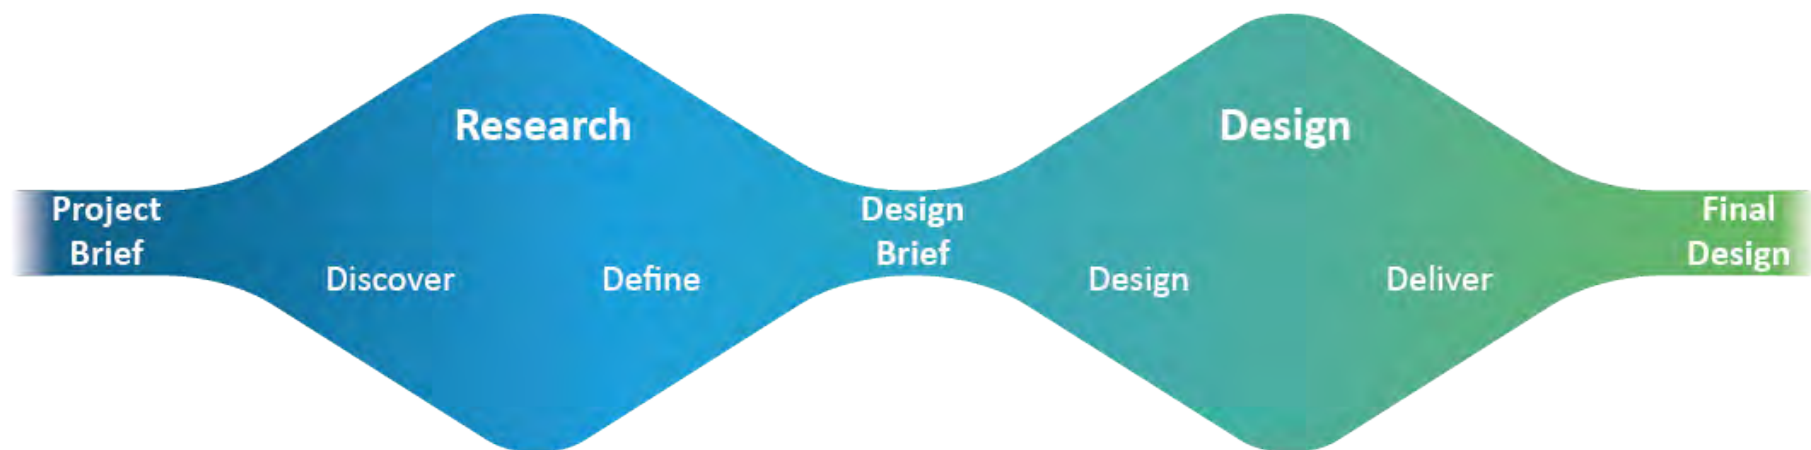 Research
Design
Project
Brief
Discover
Define
Design
Brief
Design
Deliver
Final
Design